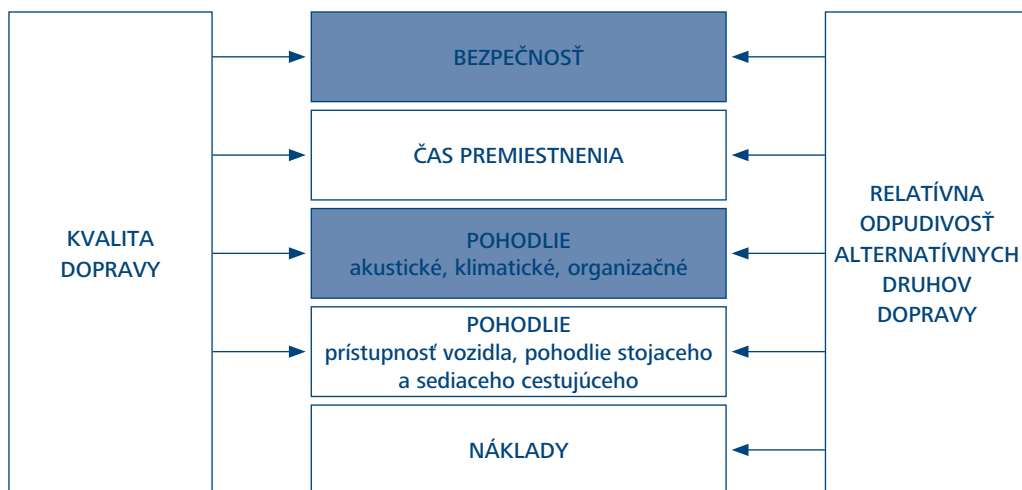 KVALITA
DOPRAVY
BEZPEČNOSŤ
ČAS PREMIESTNENIA
POHODLIE
akustické, klimatické, organizačné
POHODLIE
prístupnosť vozidla, pohodlie stojaceho
a sediaceho cestujúceho
NÁKLADY
RELATÍVNA
ODPUDIVOSŤ
ALTERNATÍVNYCH
DRUHOV
DOPRAVY